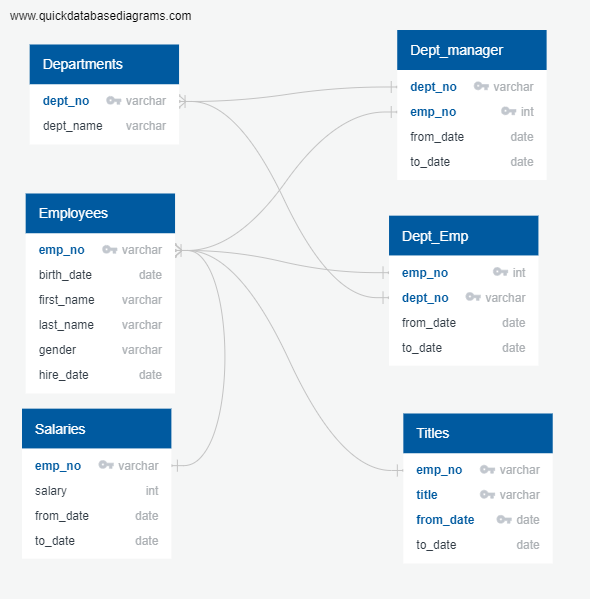 www.quickdatabasediagrams.com
Departments
dept_no varchar
dept_name varchar
Employees
emp_no varchar
birth_date date
first_name varchar
last_name varchar
gender varchar
hire_date date
Salaries
emp_no varchar
salary int
from_date date
to_date date
Dept_manager
dept_no varchar
emp_no int
from_date date
to_date date
Dept_Emp
emp_no int
dept_no varchar
from_date date
to_date date
Titles
emp_no varchar
title varchar
from_date date
to_date date